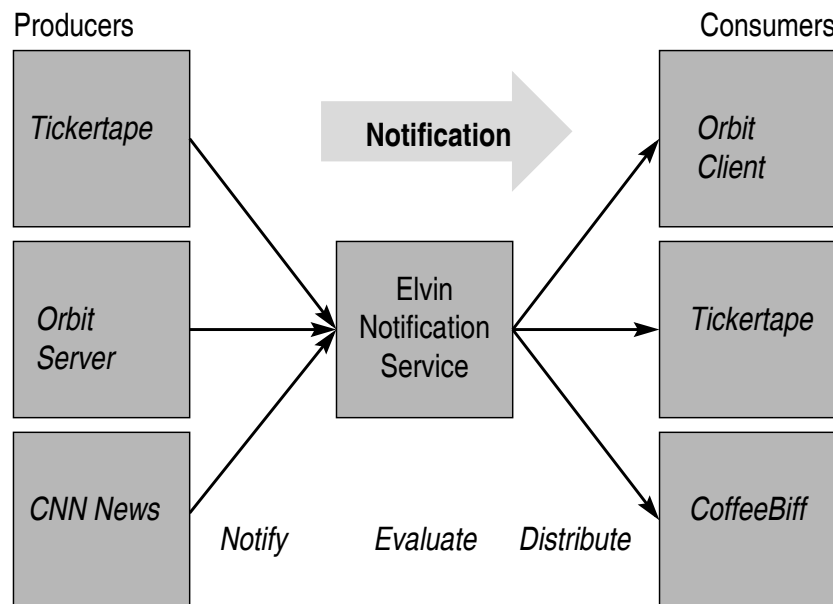 Producers
Consumers
Tickertape
Notification
Orbit
Client
Orbit
Server
Elvin
Notification
Service
Tickertape
CNN News
Notify
Evaluate
Distribute
CoffeeBiff